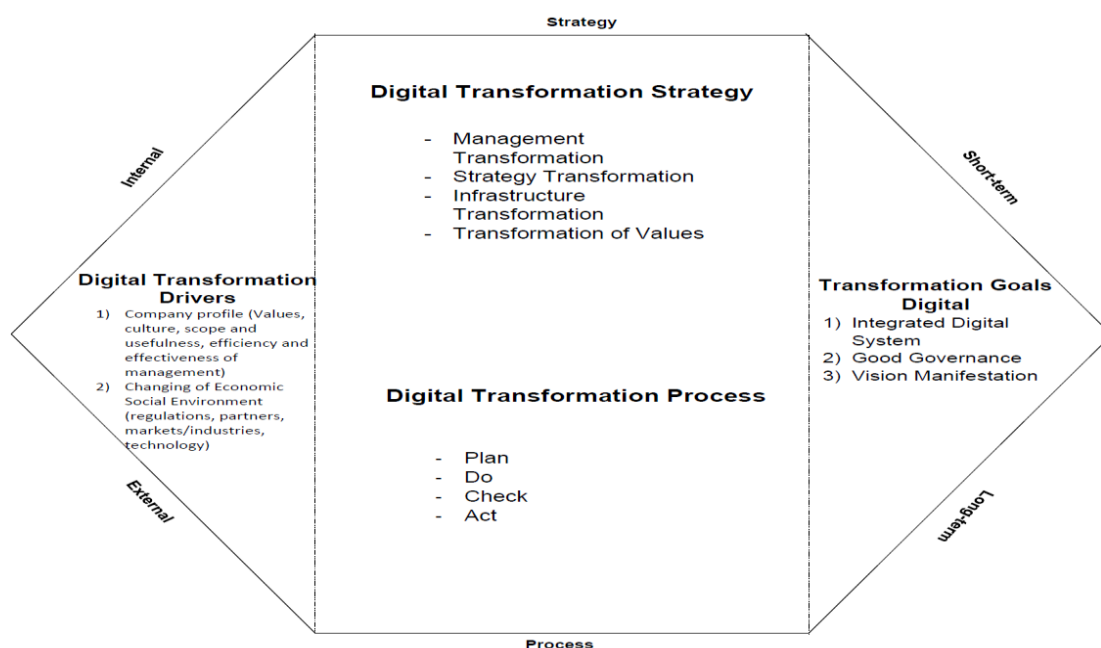 Strategy
Digital Transformation Strategy
- Management
Transformation
- Strategy Transformation
- Infrastructure
Transformation
- Transformation of Values
Internal
Short-term
Digital Transformation
Drivers
1) Company profile (Values,
culture, scope and
usefulness, efficiency and
effectiveness of
management)
2) Changing of Economic
Social Environment
(regulations, partners,
markets/industries,
technology)
Transformation Goals
Digital
1) Integrated Digital
System
2) Good Governance
3) Vision Manifestation
Digital Transformation Process
- Plan
- Do
- Check
- Act
External
Long-term
Process